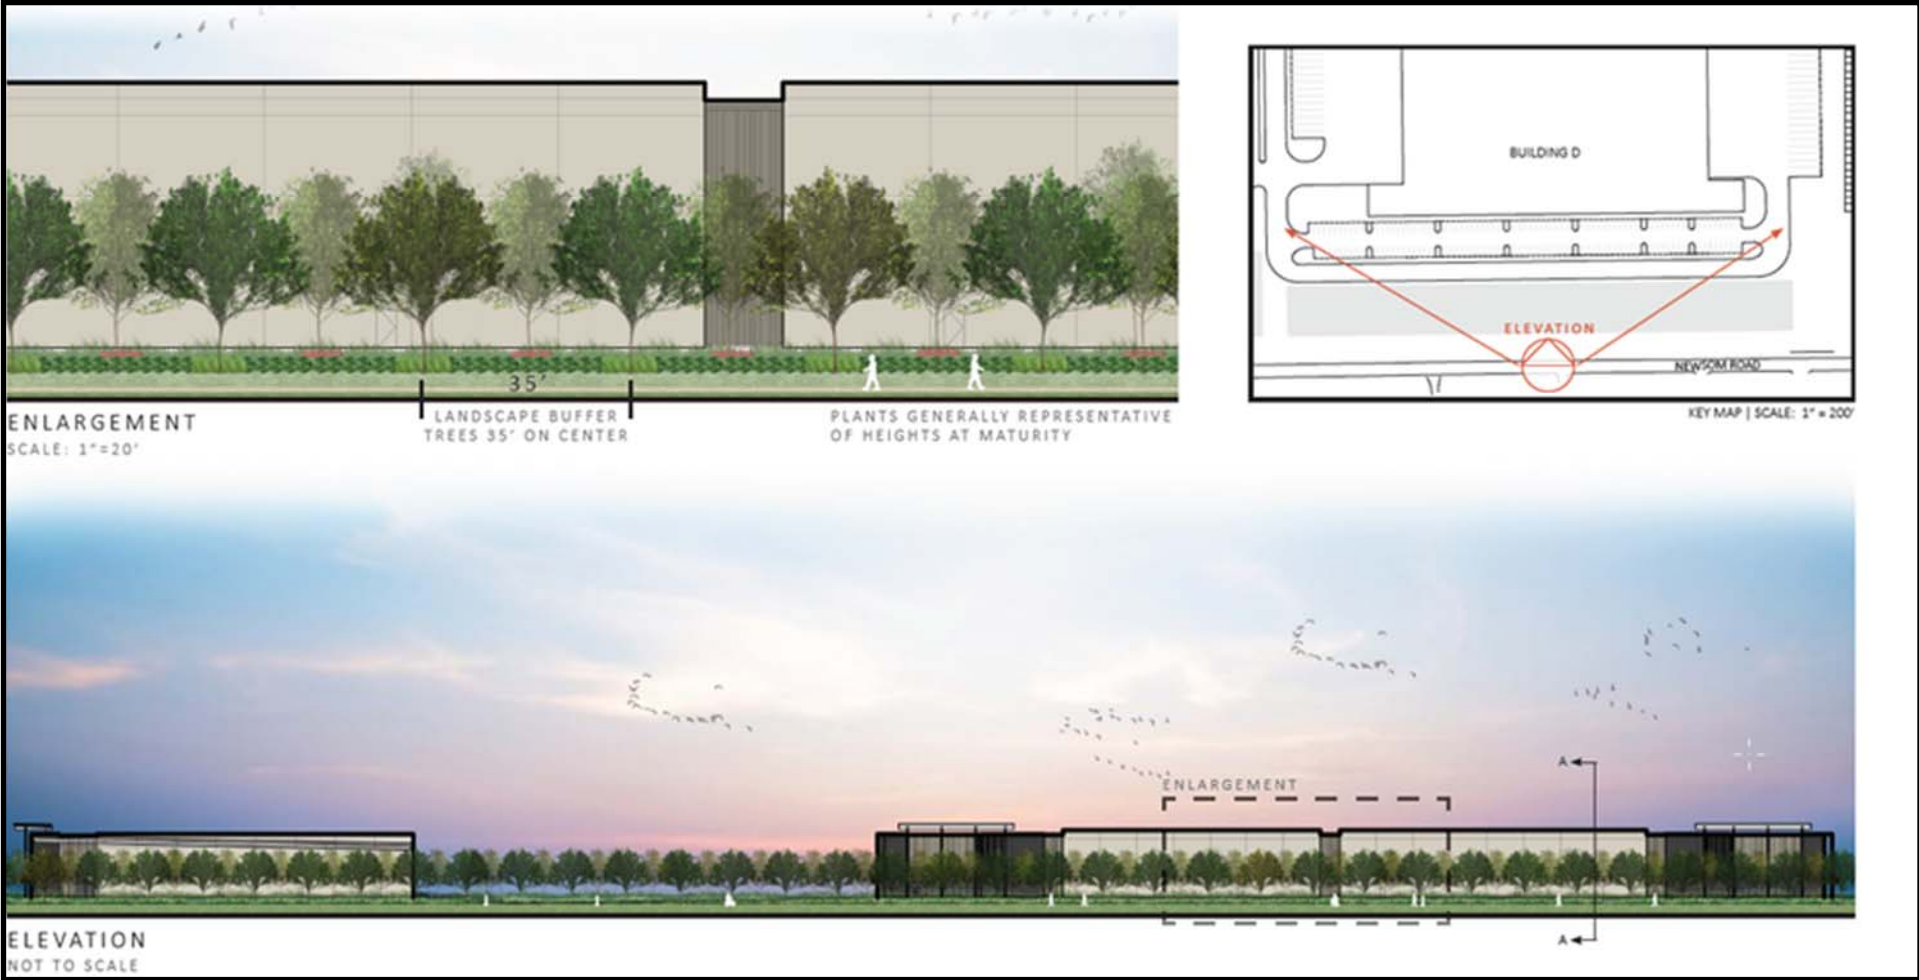 35'
ENLARGEMENT
SCALE: 1"=20'
LANDSCAPE BUFFER
TREES 35' ON CENTER
PLANTS GENERALLY REPRESENTATIVE
OF HEIGHTS AT MATURITY
BUILDING D
ELEVATION
NEWSOM ROAD
KEY MAP | SCALE: 1" = 200'
A
ENLARGEMENT
A
ELEVATION
NOT TO SCALE